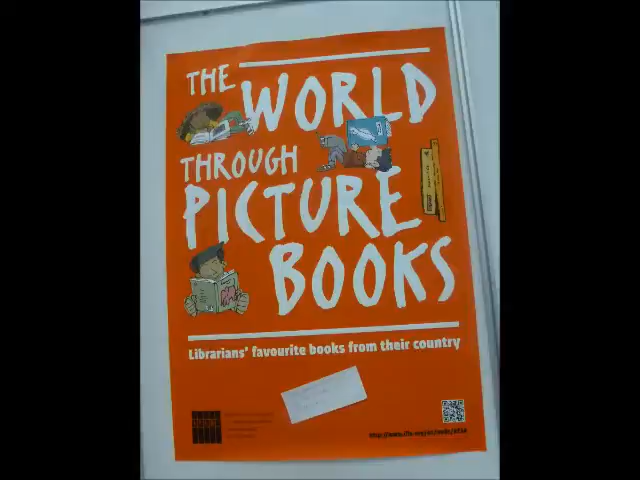 THE
WORLD
THROUGH
PICTURE
BOOKS
Librarians' favourite books from their country